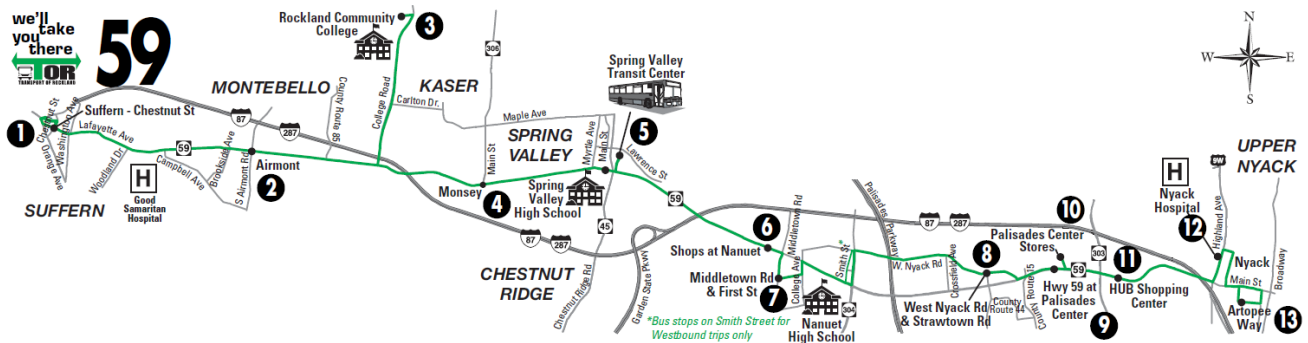 we'll
take
you
there
TOR
TRANSPORT OF ROCKLAND
59
Rockland Community
College
3
306
Spring Valley
Transit Center
N
W
E
S
MONTEBELLO
KASER
County Route 85
College Road
Carlton Dr.
Maple Ave
87
287
1
Chestnut St
Washington Ave
Suffern - Chestnut St
Lafayette Ave
Orange Ave
Woodland Dr
59
Campbell Ave
Brookside Ave
S Airmont Rd
Airmont
2
H
Good
Samaritan
Hospital
SUFFERN
SPRING
VALLEY
Main St
Myrtle Ave
Main St
5
Lawrence St
Monsey
4
Spring
Valley
High School
45
59
87
287
CHESTNUT
RIDGE
Chestnut Ridge Rd
Garden State Pkwy
6
Shops at Nanuet
Middletown Rd
Middletown Rd
& First St
7
College Ave
Smith St
*
Nanuet
High School
304
*Bus stops on Smith Street for
Westbound trips only
Palisades
Parkway
87
287
W. Nyack Rd
Crosfield Ave
8
West Nyack Rd
& Strawtown Rd
County
Route 44
County Route 15
10
Palisades Center
Stores
303
59
Hwy 59 at
Palisades
Center
9
11
HUB Shopping
Center
9W
UPPER
NYACK
H
Nyack
Hospital
12
Highland Ave
Nyack
Main St
Broadway
Artopee
Way
13